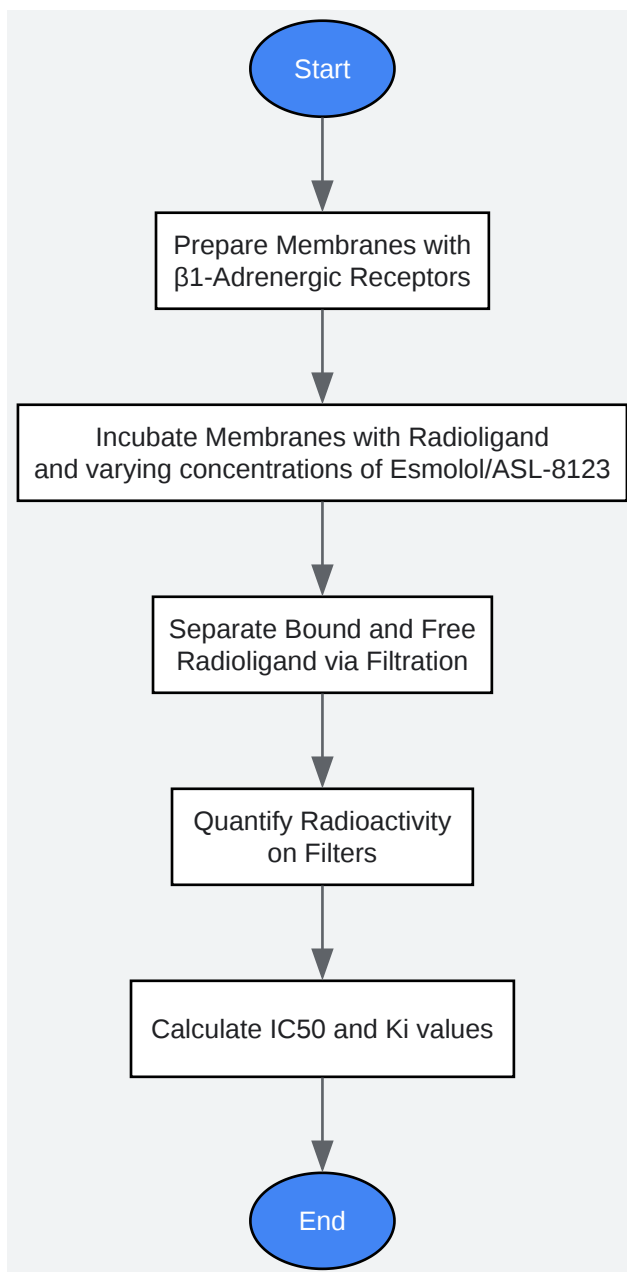 Start
Prepare Membranes with
β1-Adrenergic Receptors
Incubate Membranes with Radioligand
and varying concentrations of Esmolol/ASL-8123
Separate Bound and Free
Radioligand via Filtration
Quantify Radioactivity
on Filters
Calculate IC50 and Ki values
End